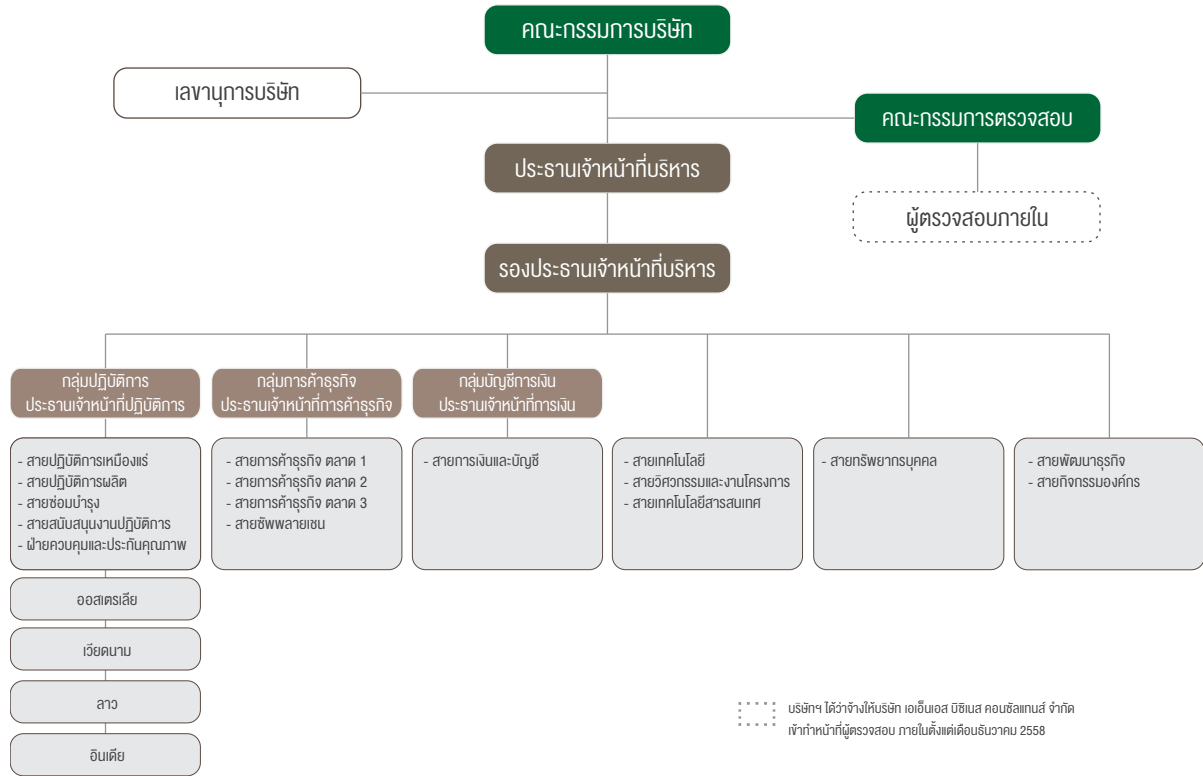 คณะกรรมการบริษัท
เลขานุการบริษัท
คณะกรรมการตรวจสอบ
ประธานเจ้าหน้าที่บริหาร
ผู้ตรวจสอบภายใน
รองประธานเจ้าหน้าที่บริหาร
กลุ่มปฏิบัติการ
ประธานเจ้าหน้าที่ปฏิบัติการ
กลุ่มการค้าธุรกิจ
ประธานเจ้าหน้าที่การค้าธุรกิจ
กลุ่มบัญชีการเงิน
ประธานเจ้าหน้าที่การเงิน
- สายปฏิบัติการเหมืองแร่
- สายปฏิบัติการผลิต
- สายซ่อมบำรุง
- สายสนับสนุนงานปฏิบัติการ
- ฝ่ายควบคุมและประกันคุณภาพ
- สายการค้าธุรกิจ ตลาด 1
- สายการค้าธุรกิจ ตลาด 2
- สายการค้าธุรกิจ ตลาด 3
- สายซัพพลายเชน
- สายการเงินและบัญชี
- สายเทคโนโลยี
- สายวิศวกรรมและงานโครงการ
- สายเทคโนโลยีสารสนเทศ
- สายทรัพยากรบุคคล
- สายพัฒนาธุรกิจ
- สายกิจกรรมองค์กร
ออสเตรเลีย
เวียดนาม
ลาว
อินเดีย
บริษัทฯ ได้ว่าจ้างให้บริษัท เอเอ็นเอส บิซิเนส คอนซัลแทนส์ จำกัด
เข้าทำหน้าที่ผู้ตรวจสอบ ภายในตั้งแต่เดือนธันวาคม 2558